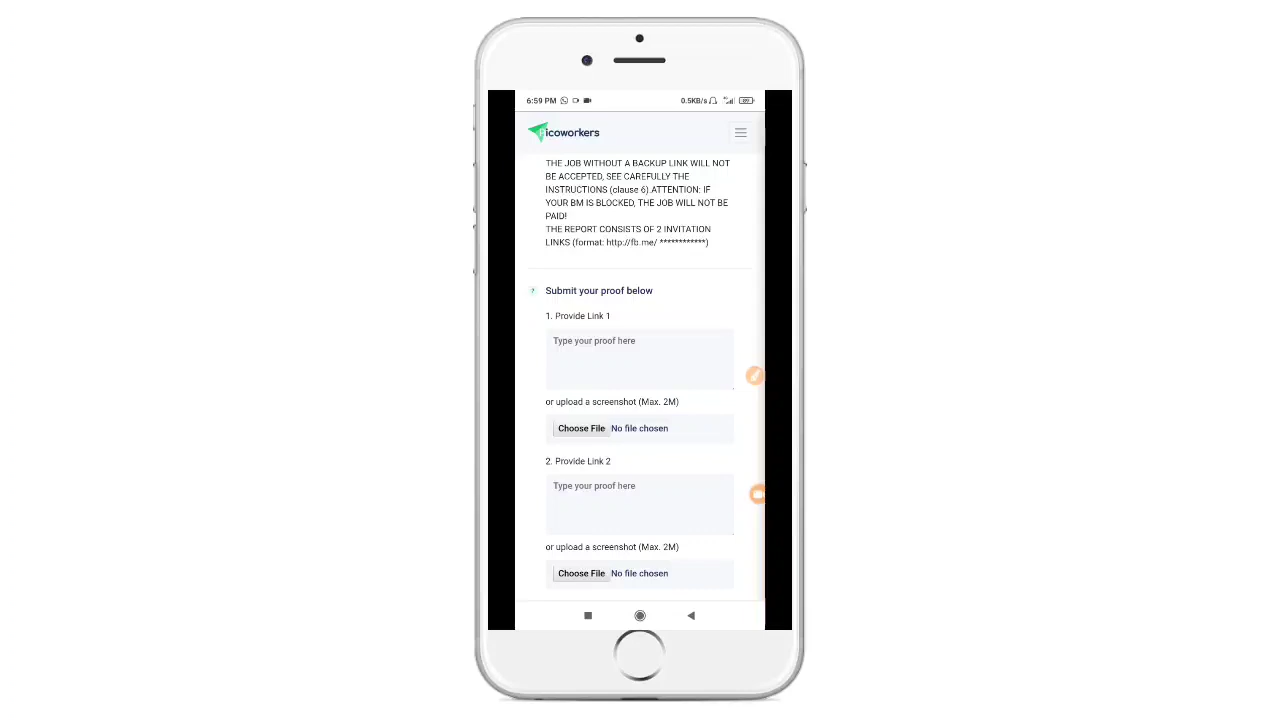 6:59 PM
0.5KB/s
89
Picoworkers
THE JOB WITHOUT A BACKUP LINK WILL NOT
BE ACCEPTED, SEE CAREFULLY THE
INSTRUCTIONS (clause 6).ATTENTION: IF
YOUR BM IS BLOCKED, THE JOB WILL NOT BE
PAID!
THE REPORT CONSISTS OF 2 INVITATION
LINKS (format: http://fb.me/ ************)
? Submit your proof below
1. Provide Link 1
Type your proof here
or upload a screenshot (Max. 2M)
Choose File No file chosen
2. Provide Link 2
Type your proof here
or upload a screenshot (Max. 2M)
Choose File No file chosen